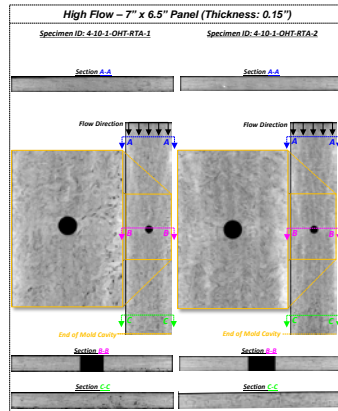 High Flow – 7" x 6.5" Panel (Thickness: 0.15")
Specimen ID: 4-10-1-OHT-RTA-1
Specimen ID: 4-10-1-OHT-RTA-2
Section A-A
Section A-A
Flow Direction
Flow Direction
A A
A A
B B
B B
C C
C C
End of Mold Cavity
End of Mold Cavity
Section B-B
Section B-B
Section C-C
Section C-C